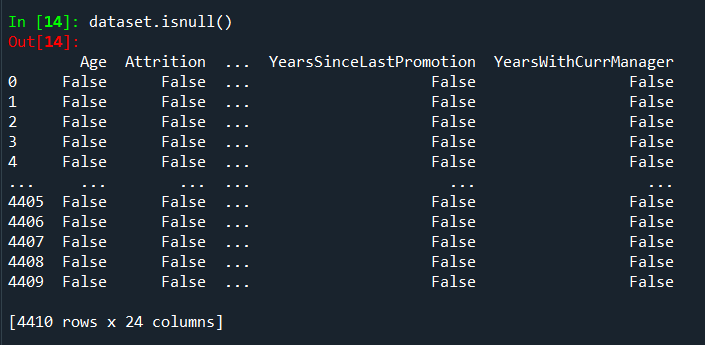 In [14]: dataset.isnull()
Out[14]:
Age Attrition ... YearsSinceLastPromotion YearsWithCurrManager
0 False False ... False False
1 False False ... False False
2 False False ... False False
3 False False ... False False
4 False False ... False False
... ... ... ... ... ...
4405 False False ... False False
4406 False False ... False False
4407 False False ... False False
4408 False False ... False False
4409 False False ... False False
[4410 rows x 24 columns]